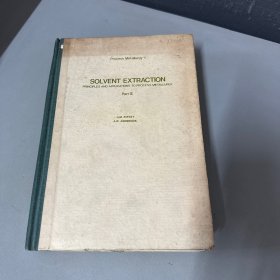 Process Metallurgy
SOLVENT EXTRACTION
PRINCIPLES AND APPLICATIONS TO PROCESS METALLURGY
Part II
G.M. RITCEY
A.W. ASHBROOK